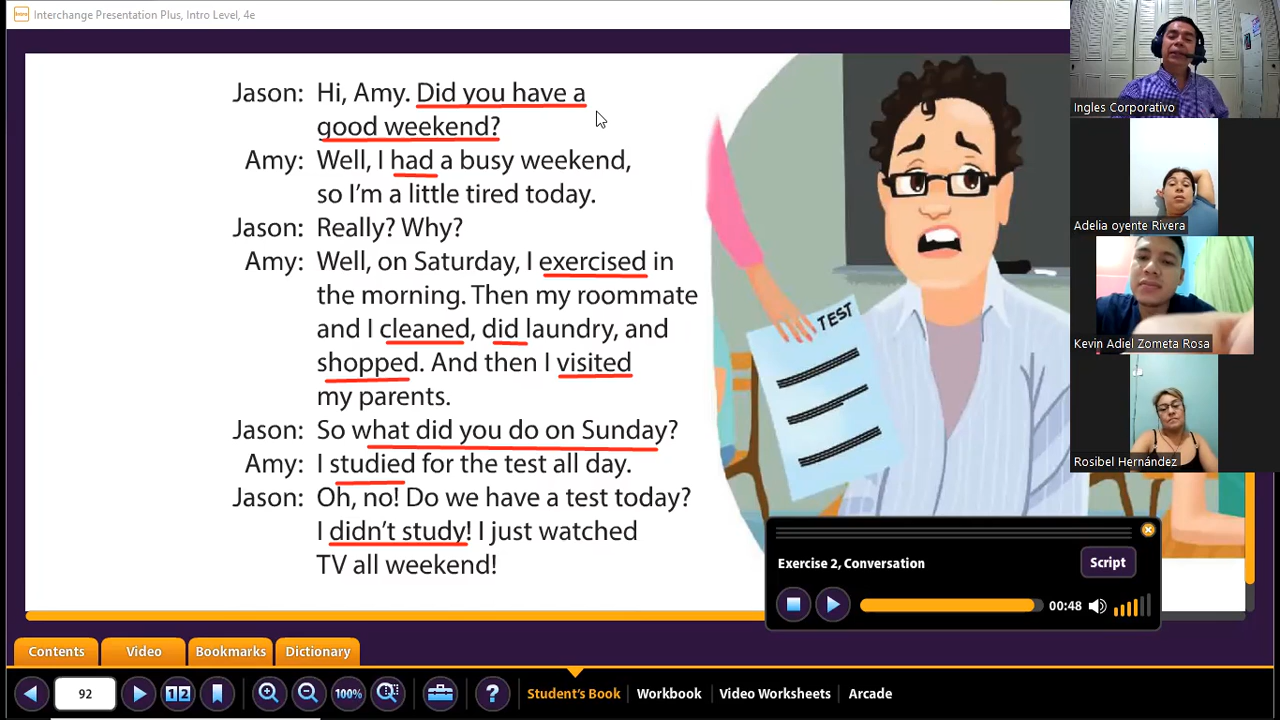 Interchange Presentation Plus, Intro Level, 4e
Jason: Hi, Amy. Did you have a
good weekend?
Amy: Well, I had a busy weekend,
so I'm a little tired today.
Jason: Really? Why?
Amy: Well, on Saturday, I exercised in
the morning. Then my roommate
and I cleaned, did laundry, and
shopped. And then I visited
my parents.
Jason: So what did you do on Sunday?
Amy: I studied for the test all day.
Jason: Oh, no! Do we have a test today?
I didn't study! I just watched
TV all weekend!
TEST
Ingles Corporativo
Adelia oyente Rivera
Kevin Adiel Zometa Rosa
Rosibel Hernández
Exercise 2, Conversation
Script
00:48
Contents Video Bookmarks Dictionary
92 1 2 100% ? Student's Book Workbook Video Worksheets Arcade